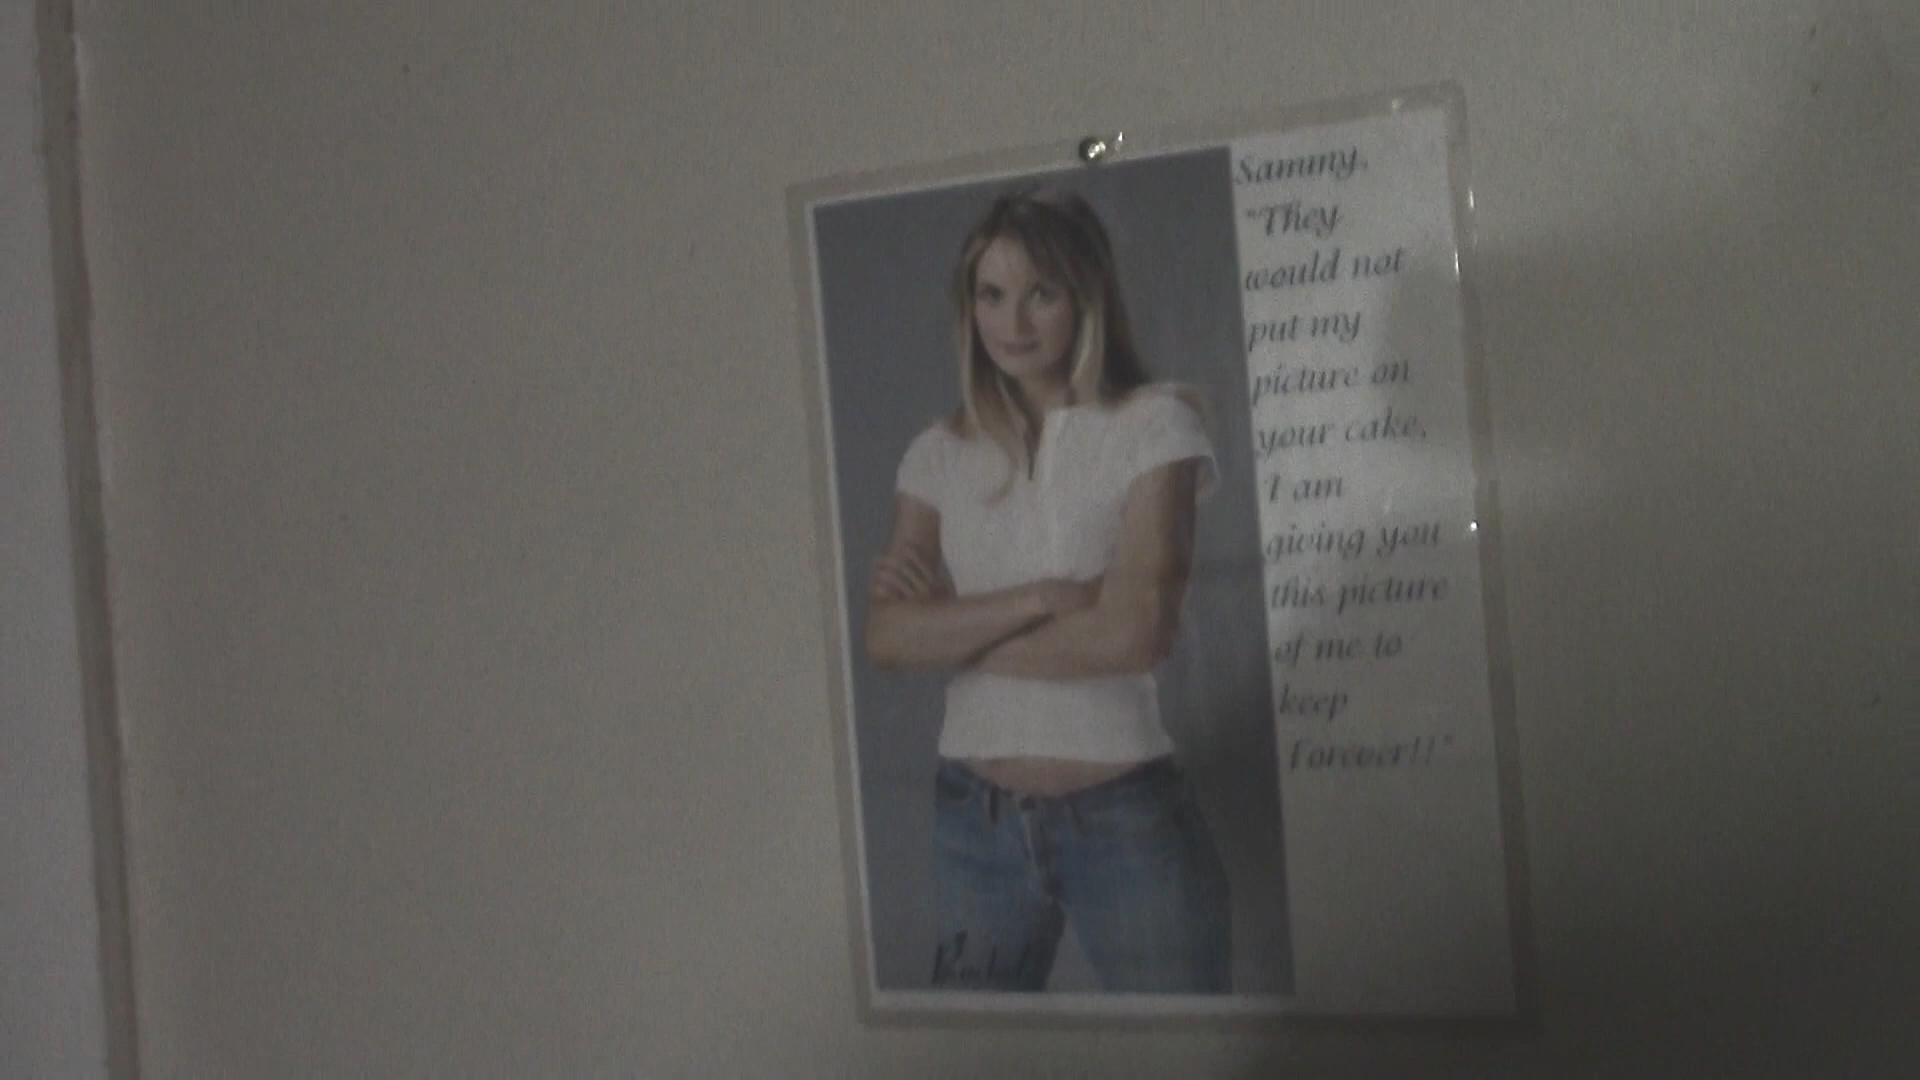 Sammy,
"They
would not
put my
picture on
your cake,
I am
giving you
this picture
of me to
keep
Forever!!"